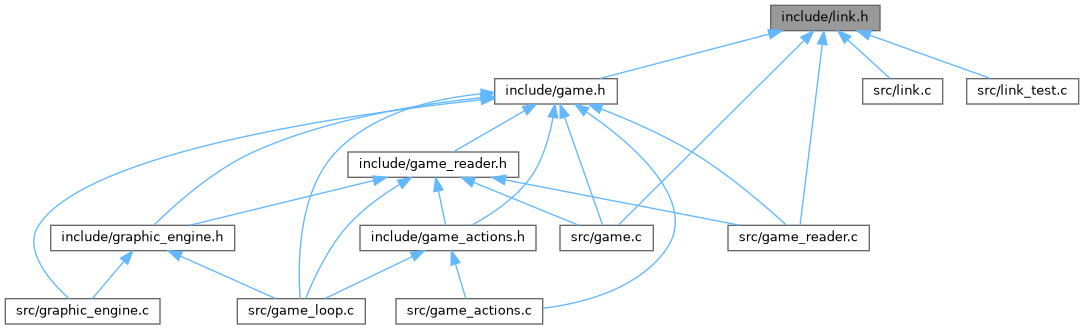 include/link.h
include/game.h
src/link.c
src/link_test.c
include/game_reader.h
include/graphic_engine.h
include/game_actions.h
src/game.c
src/game_reader.c
src/graphic_engine.c
src/game_loop.c
src/game_actions.c